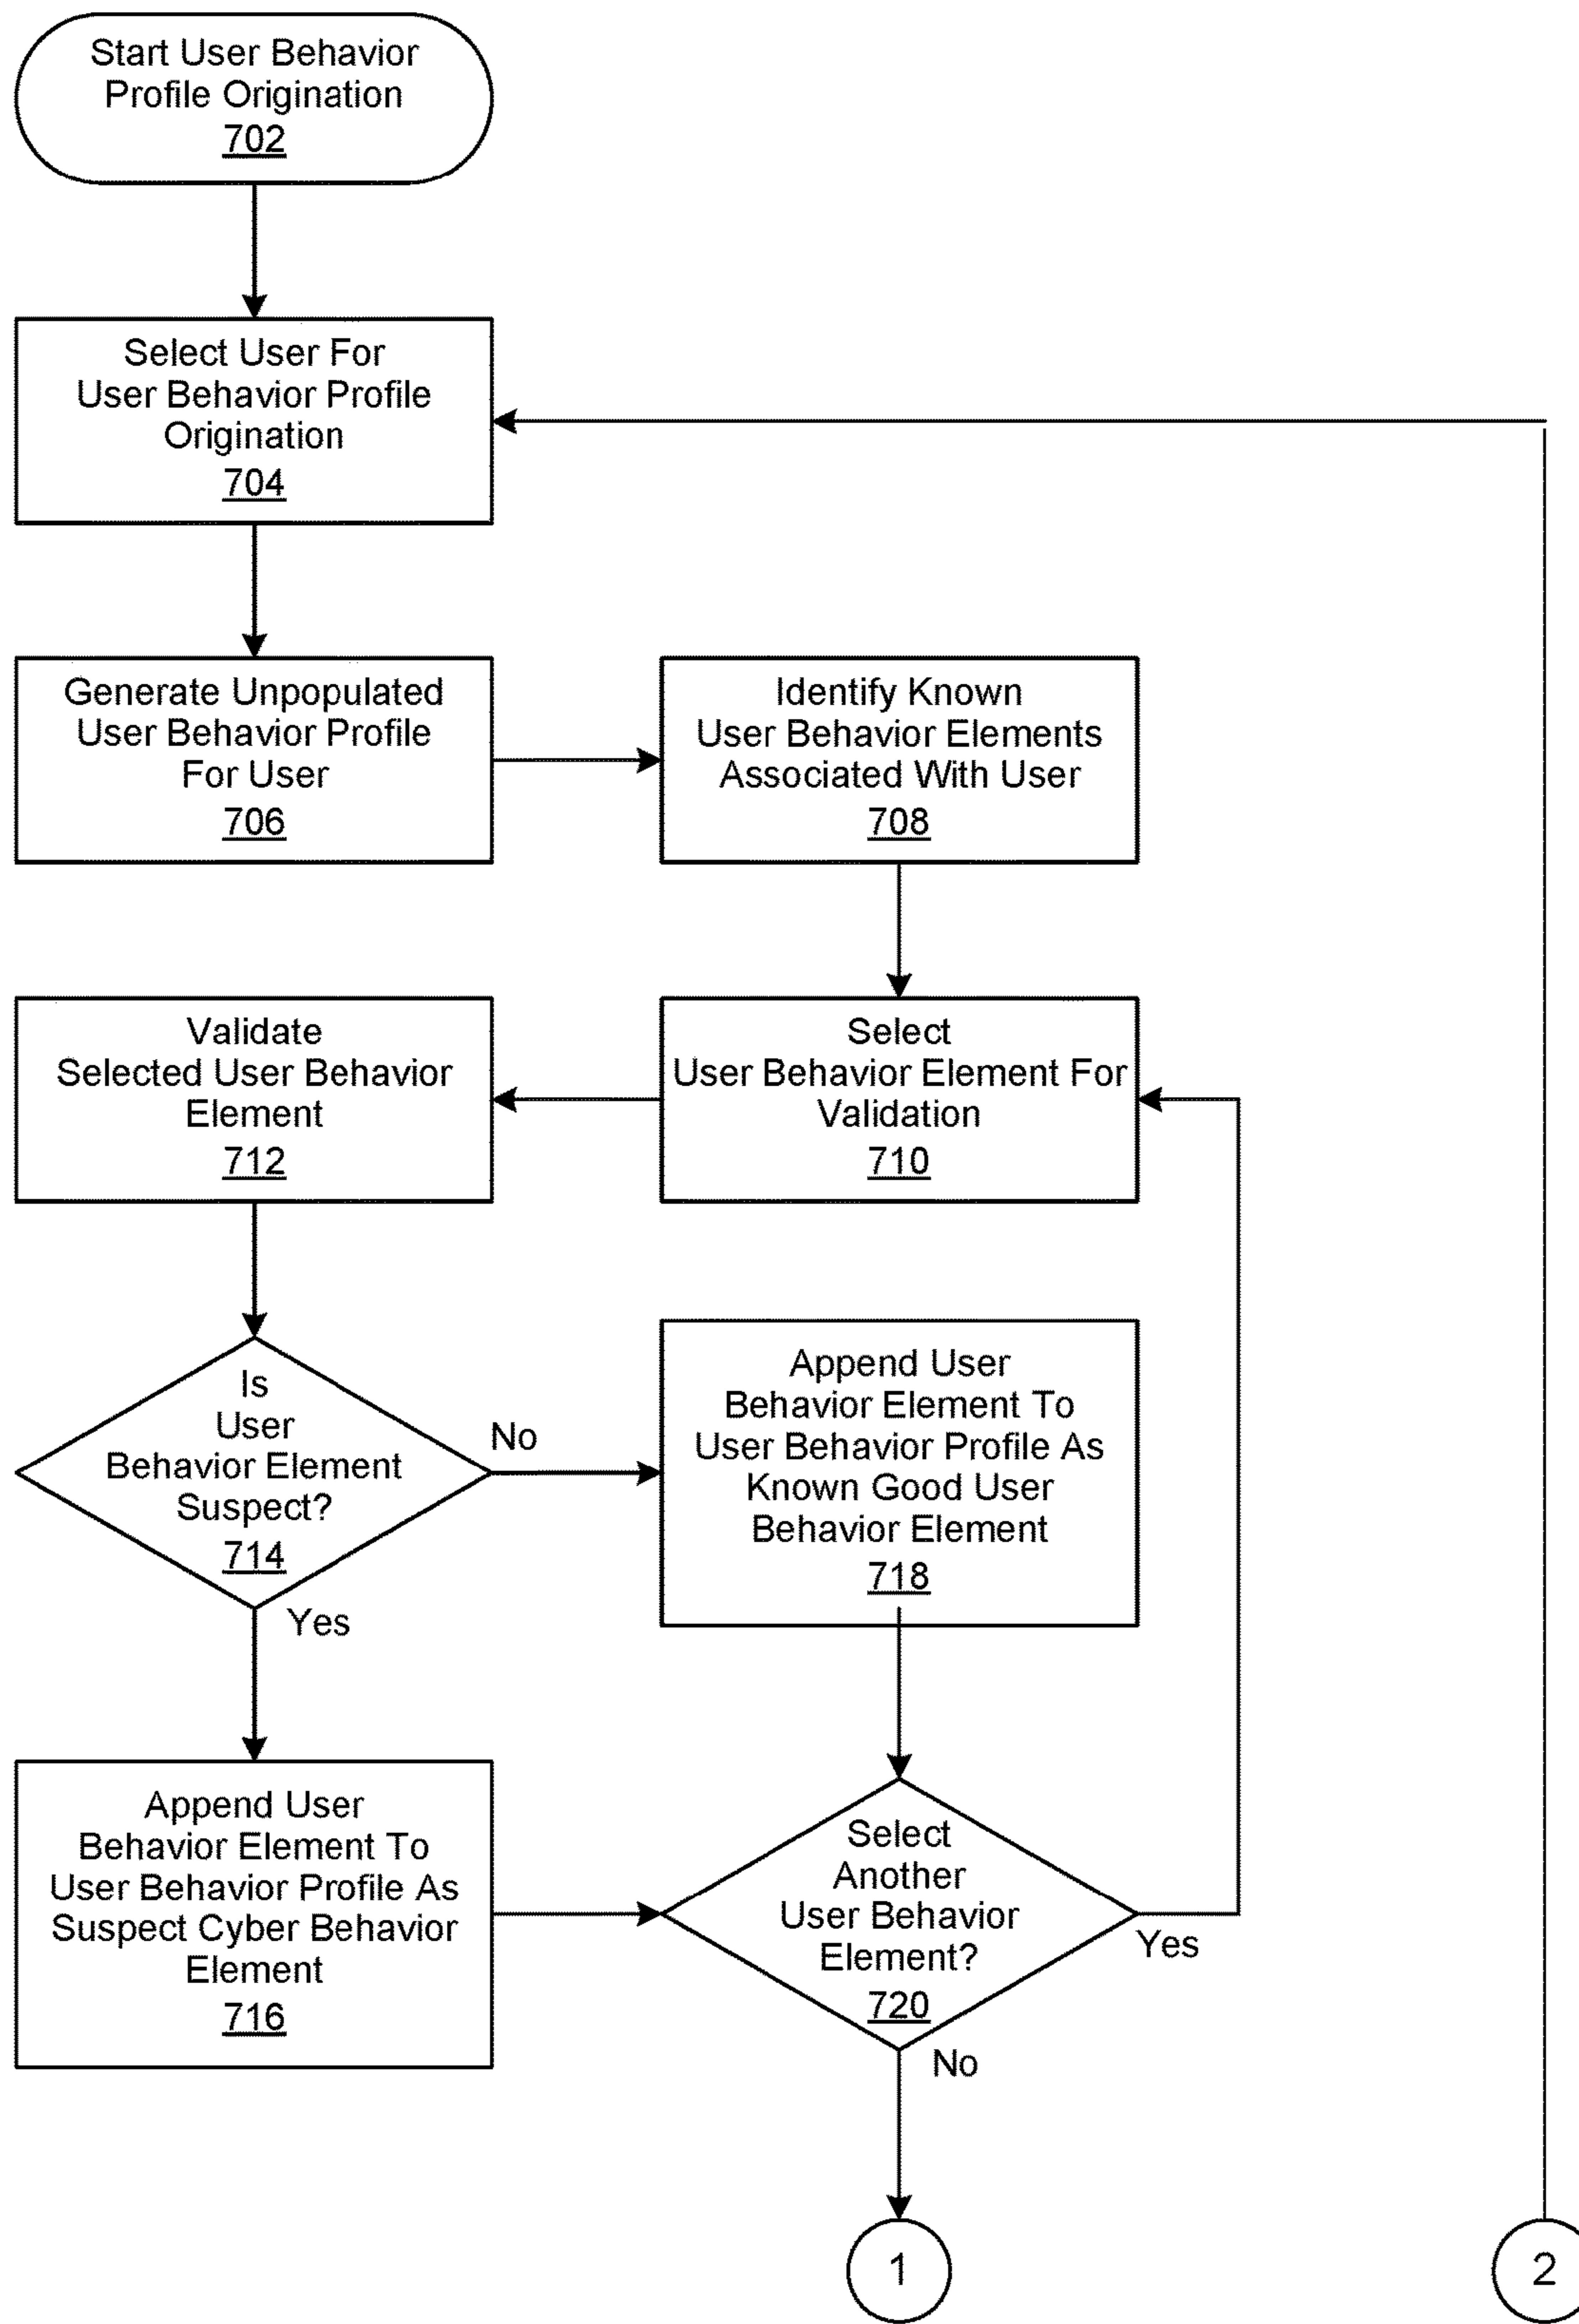 Start User Behavior
Profile Origination
702
Select User For
User Behavior Profile
Origination
704
Generate Unpopulated
User Behavior Profile
For User
706
Identify Known
User Behavior Elements
Associated With User
708
Validate
Selected User Behavior
Element
712
Select
User Behavior Element For
Validation
710
Is
User
Behavior Element
Suspect?
714
No
Yes
Append User
Behavior Element To
User Behavior Profile As
Known Good User
Behavior Element
718
Append User
Behavior Element To
User Behavior Profile As
Suspect Cyber Behavior
Element
716
Select
Another
User Behavior
Element?
720
Yes
No
1
2